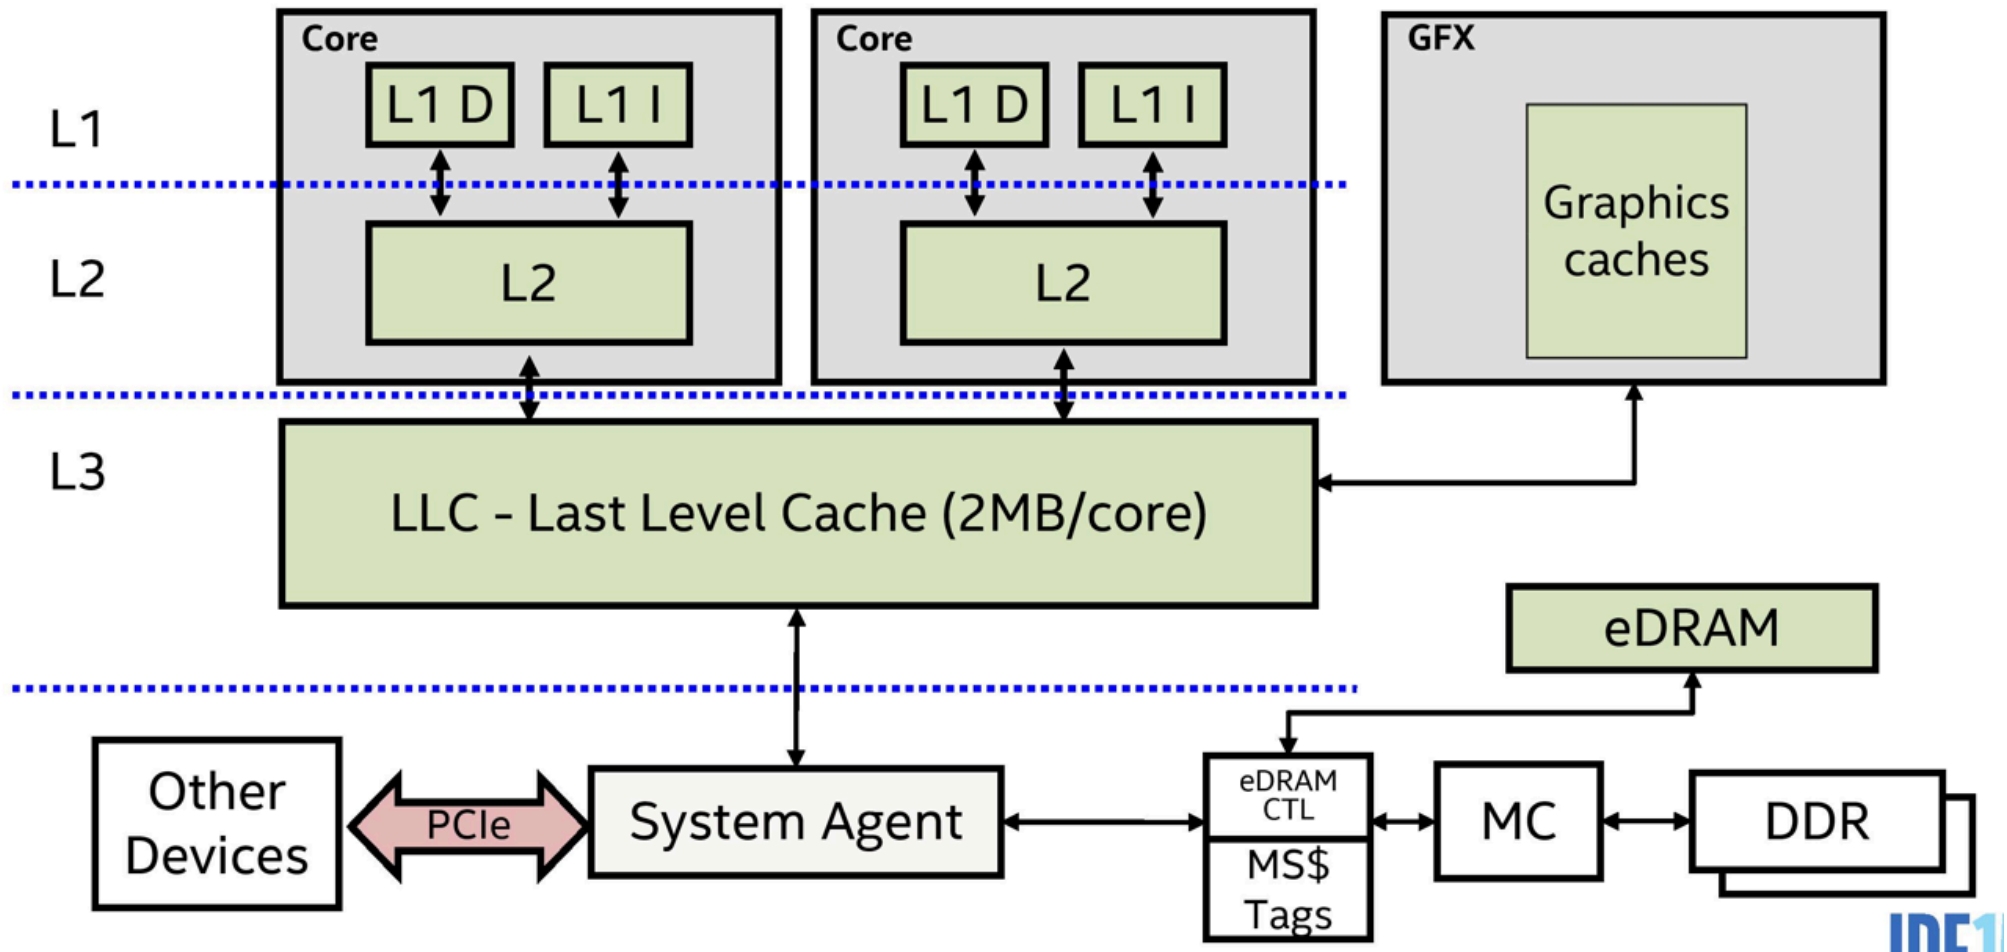 Core
Core
GFX
L1
L1 D
L1 I
L1 D
L1 I
Graphics
caches
L2
L2
L2
L3
LLC - Last Level Cache (2MB/core)
eDRAM
Other
Devices
PCIe
System Agent
eDRAM
CTL
MS$
Tags
MC
DDR